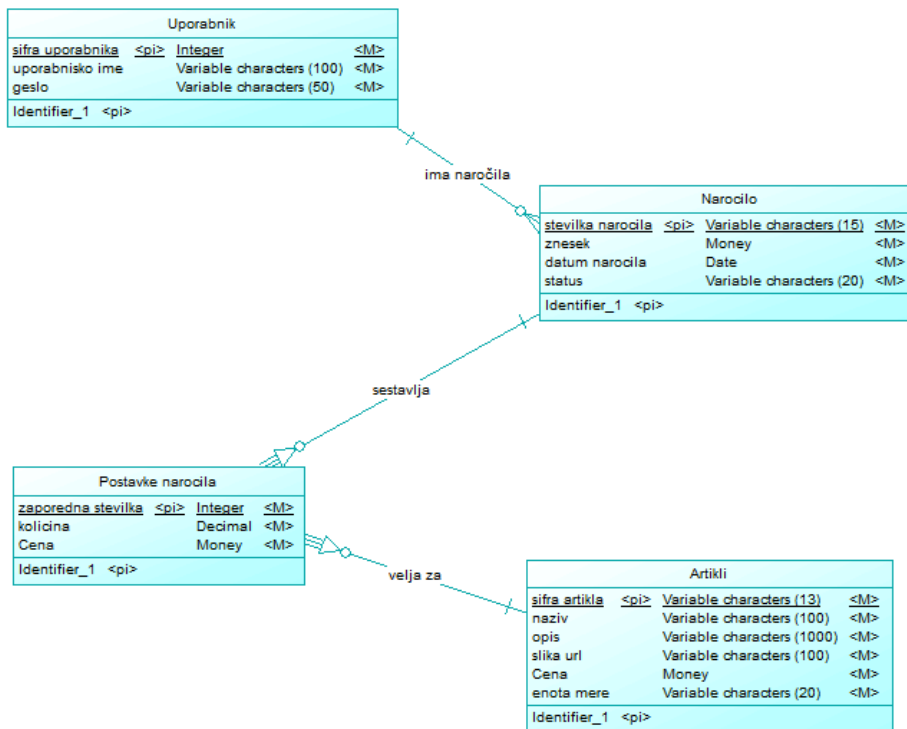 Uporabnik
sifra uporabnika <pi> Integer <M>
uporabnisko ime Variable characters (100) <M>
geslo Variable characters (50) <M>
Identifier_1 <pi>
ima naročila
Narocilo
stevilka narocila <pi> Variable characters (15) <M>
znesek Money <M>
datum narocila Date <M>
status Variable characters (20) <M>
Identifier_1 <pi>
sestavlja
Postavke narocila
zaporedna stevilka <pi> Integer <M>
kolicina Decimal <M>
Cena Money <M>
Identifier_1 <pi>
velja za
Artikli
sifra artikla <pi> Variable characters (13) <M>
naziv Variable characters (100) <M>
opis Variable characters (1000) <M>
slika url Variable characters (100) <M>
Cena Money <M>
enota mere Variable characters (20) <M>
Identifier_1 <pi>